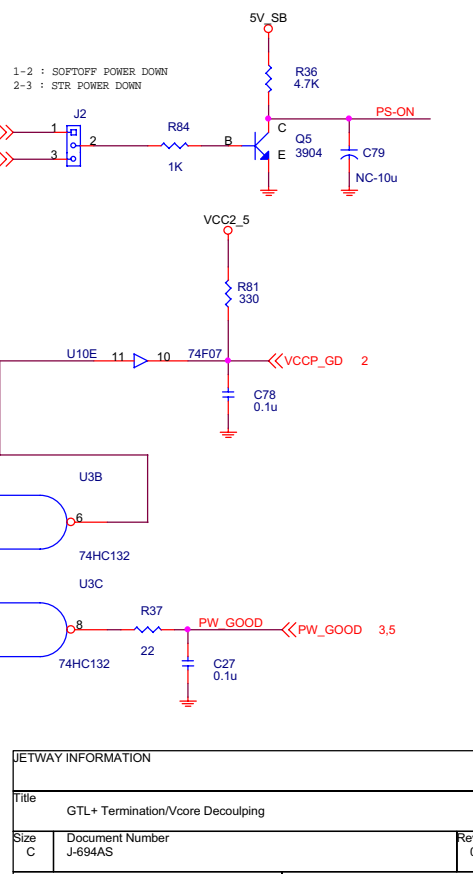 5V_SB
1-2 : SOFTOFF POWER DOWN
2-3 : STR POWER DOWN
R36
4.7K
J2
1
2
3
R84
1K
B
C
E
Q5
3904
PS-ON
C79
NC-10u
VCC2_5
R81
330
U10E
11
10
74F07
VCCP_GD 2
C78
0.1u
U3B
6
74HC132
U3C
8
74HC132
R37
22
PW_GOOD
PW_GOOD 3,5
C27
0.1u
JETWAY INFORMATION
Title
GTL+ Termination/Vcore Decoulping
Size
C
Document Number
J-694AS